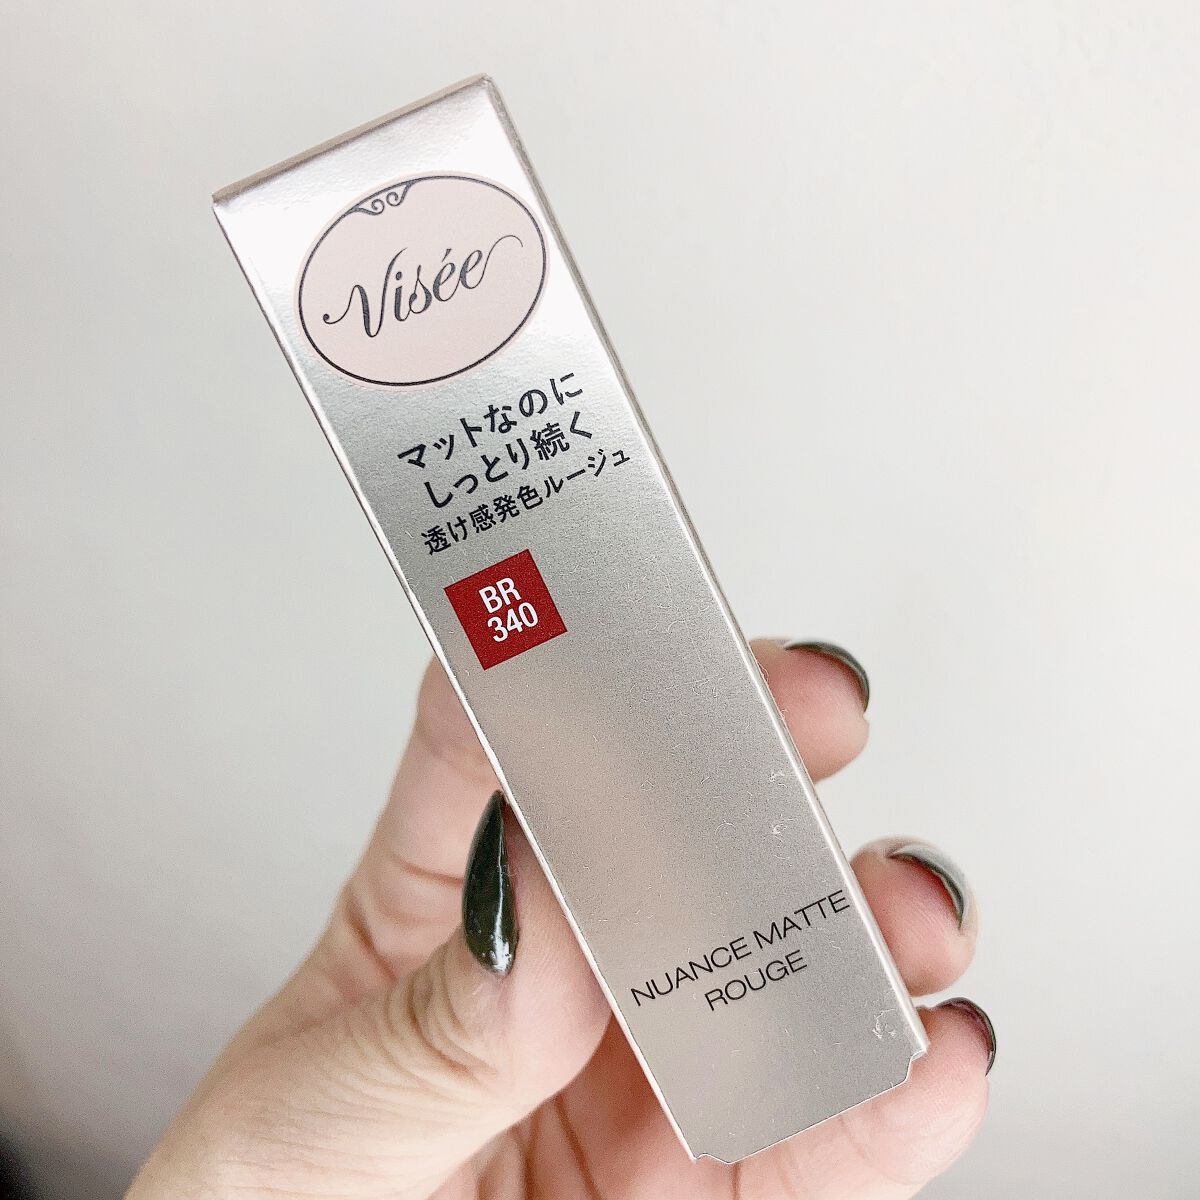 Visée
マットなのに
しっとり続く
透け感発色ルージュ
BR
340
NUANCE MATTE
ROUGE